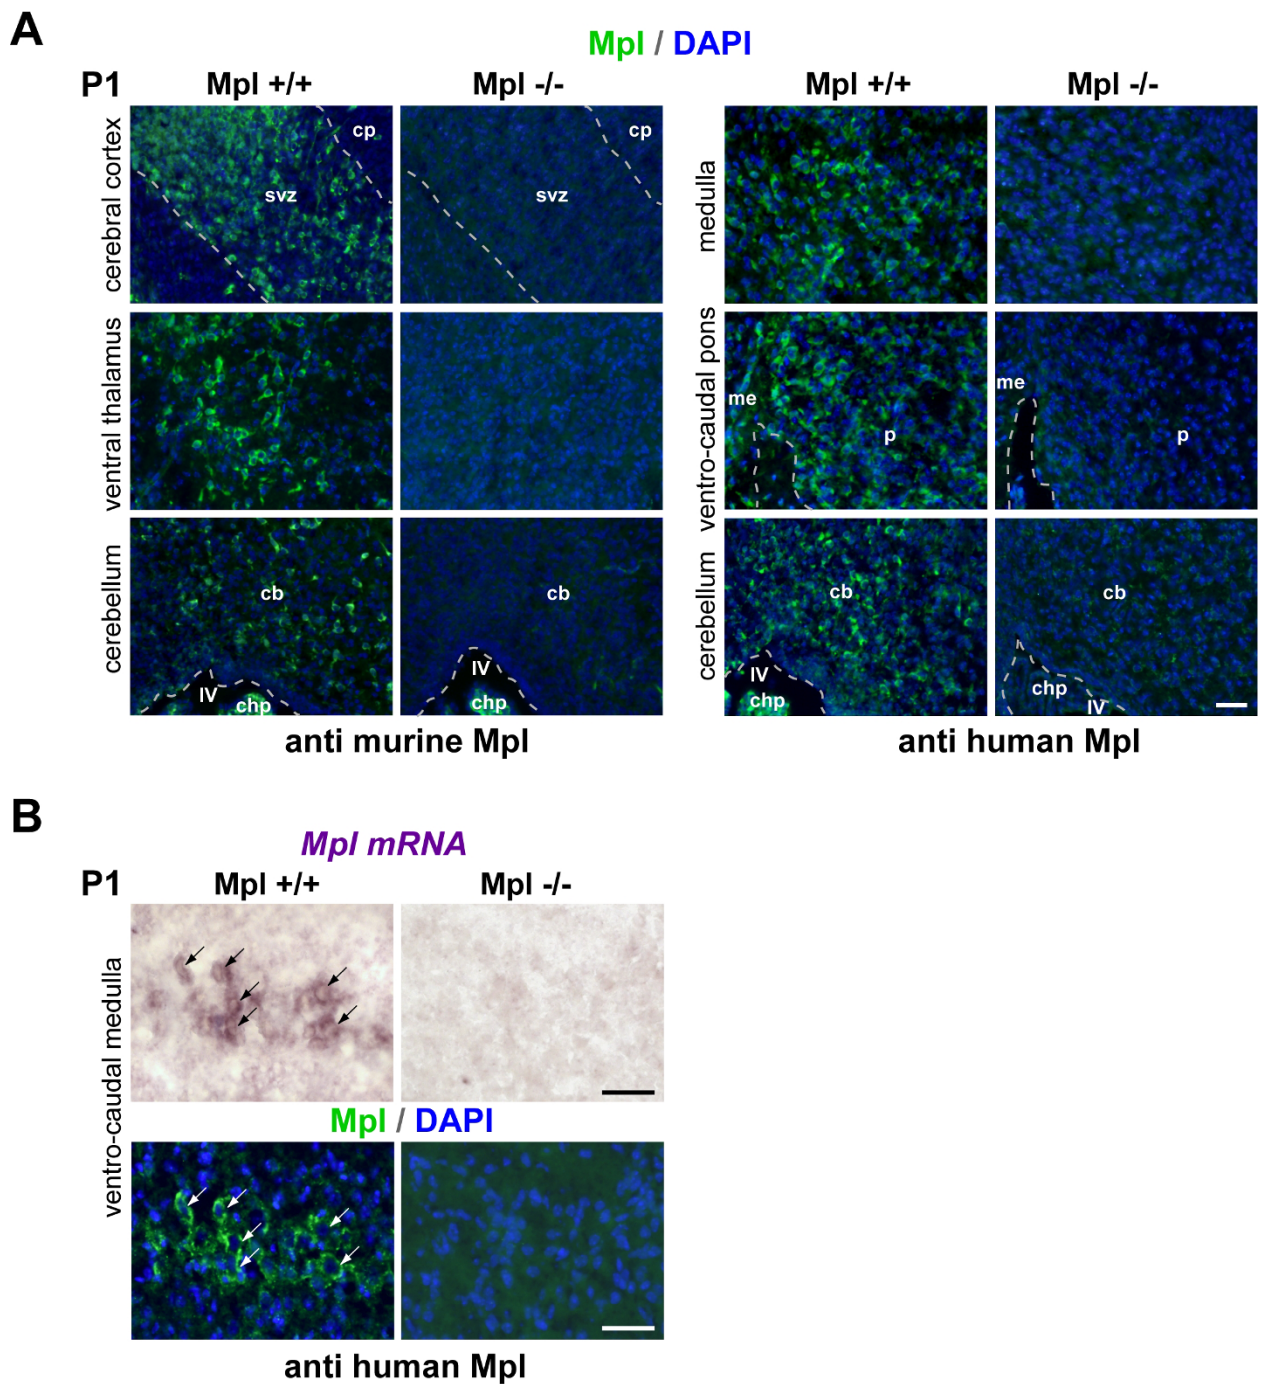 A
Mpl / DAPI
P1 Mpl +/+ Mpl -/- Mpl +/+ Mpl -/-
cerebral cortex
cp
svz
cp
svz
medulla
ventral thalamus
ventro-caudal pons
me
p
me
p
cerebellum
cb
IV
chp
cb
IV
chp
cerebellum
cb
IV
chp
cb
chp
IV
anti murine Mpl
anti human Mpl
B
Mpl mRNA
P1 Mpl +/+ Mpl -/-
ventro-caudal medulla
Mpl / DAPI
anti human Mpl